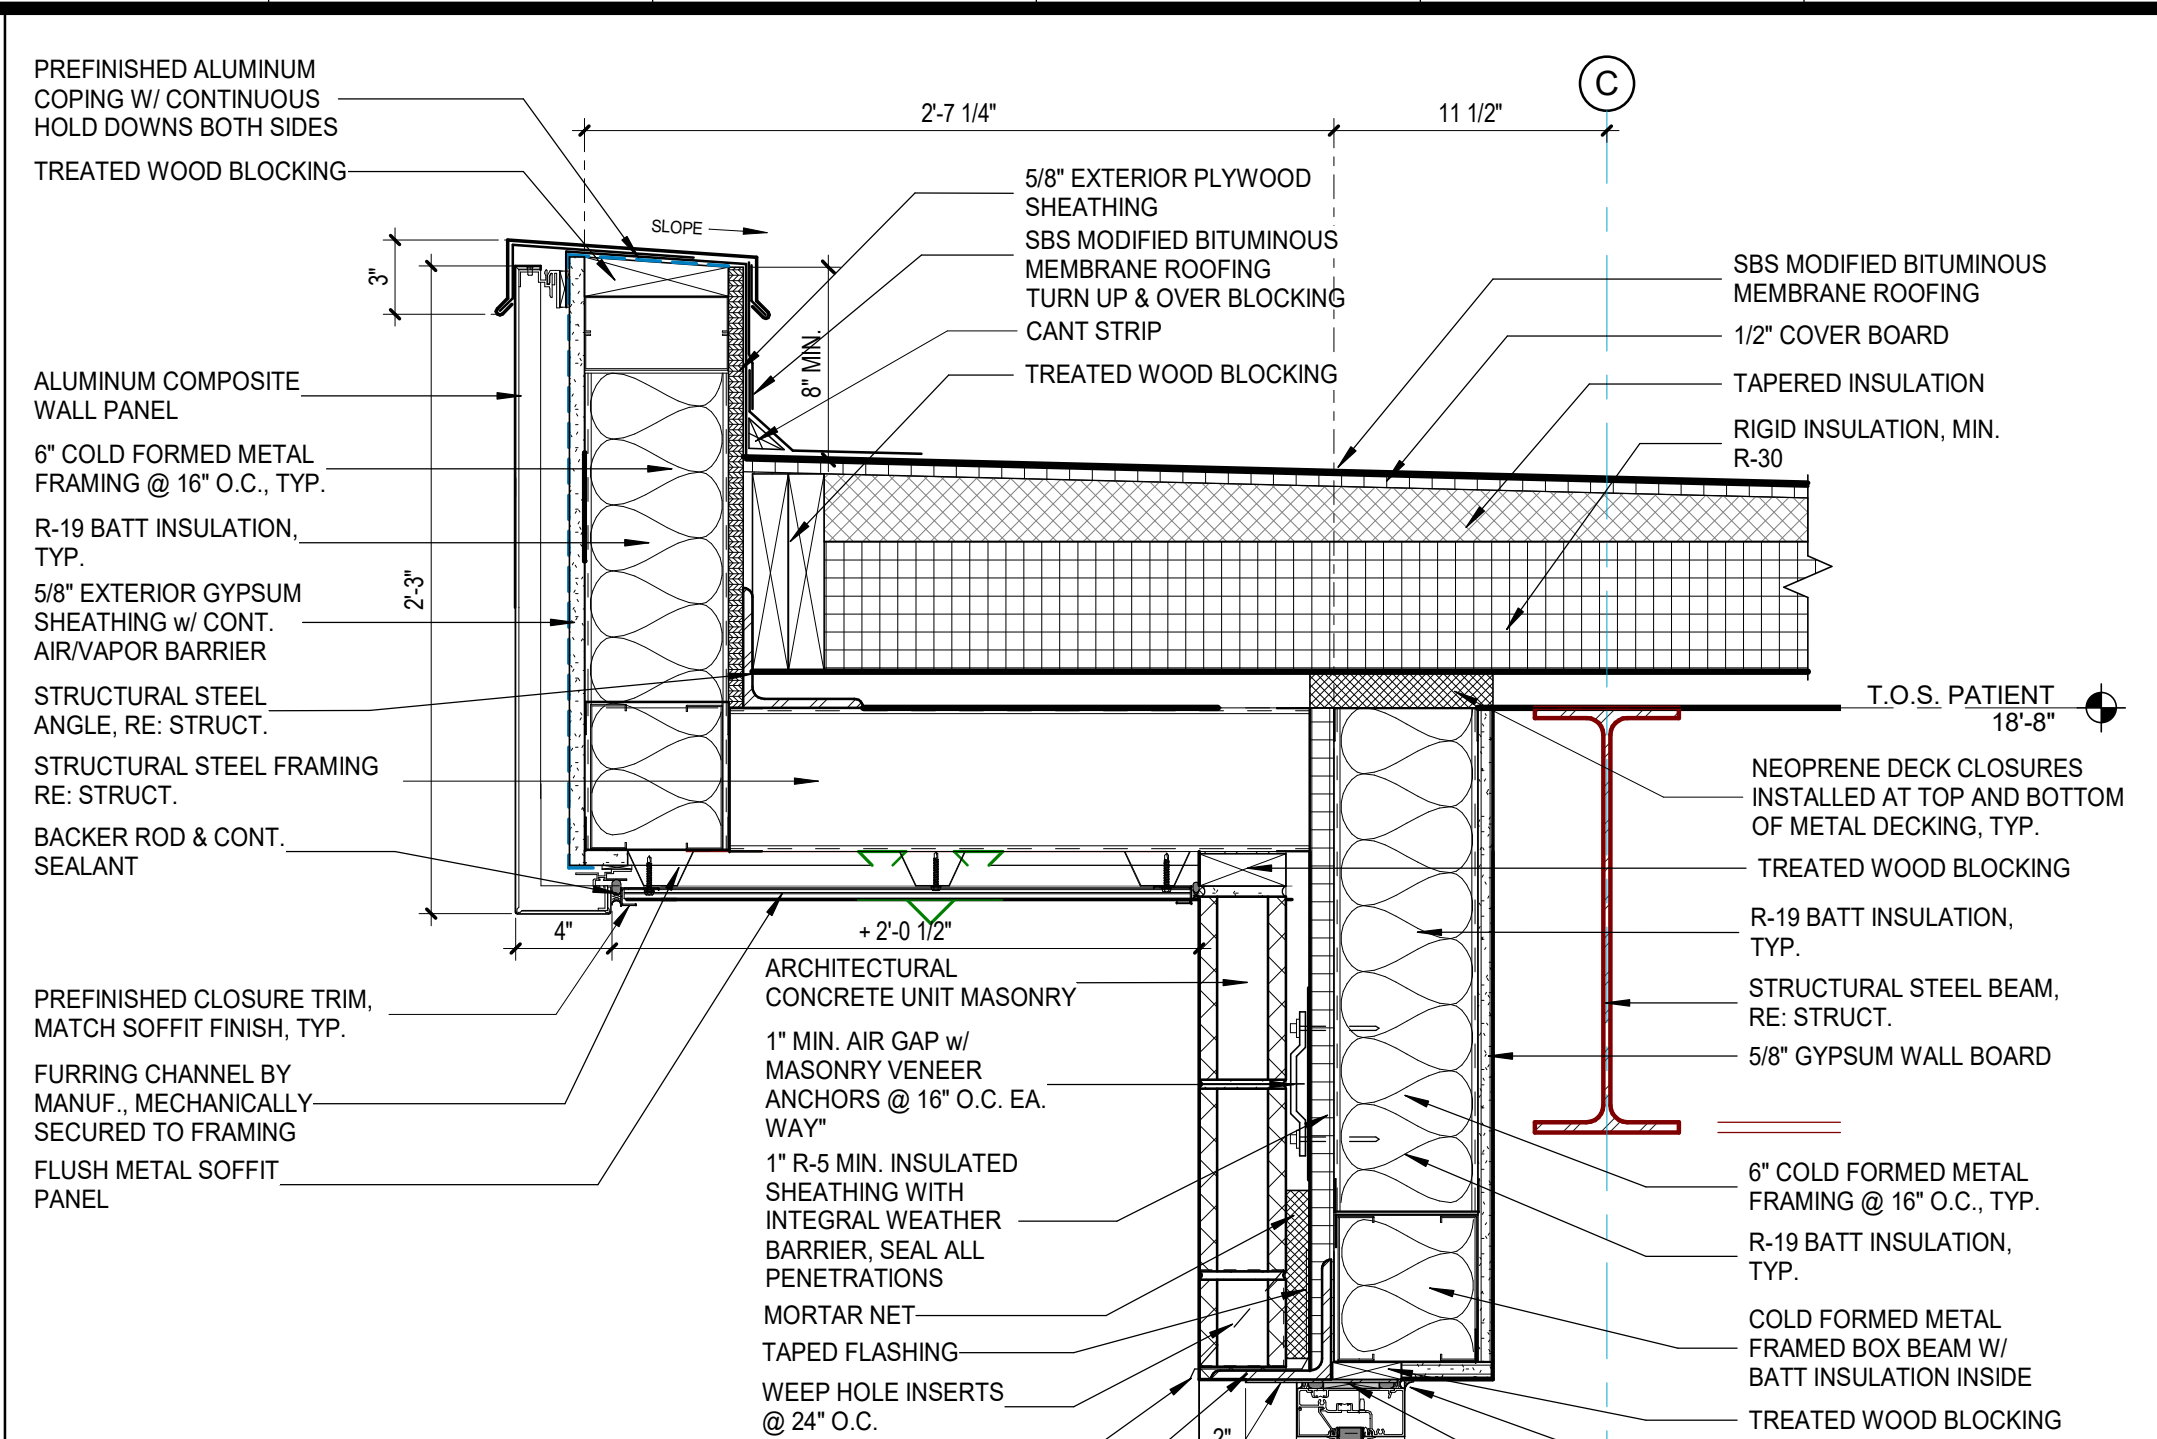 PREFINISHED ALUMINUM
COPING W/ CONTINUOUS
HOLD DOWNS BOTH SIDES
TREATED WOOD BLOCKING
ALUMINUM COMPOSITE
WALL PANEL
6" COLD FORMED METAL
FRAMING @ 16" O.C., TYP.
R-19 BATT INSULATION,
TYP.
5/8" EXTERIOR GYPSUM
SHEATHING w/ CONT.
AIR/VAPOR BARRIER
STRUCTURAL STEEL
ANGLE, RE: STRUCT.
STRUCTURAL STEEL FRAMING
RE: STRUCT.
BACKER ROD & CONT.
SEALANT
PREFINISHED CLOSURE TRIM,
MATCH SOFFIT FINISH, TYP.
FURRING CHANNEL BY
MANUF., MECHANICALLY
SECURED TO FRAMING
FLUSH METAL SOFFIT
PANEL
2'-7 1/4"
11 1/2"
C
SLOPE
3"
2'-3"
8" MIN.
5/8" EXTERIOR PLYWOOD
SHEATHING
SBS MODIFIED BITUMINOUS
MEMBRANE ROOFING
TURN UP & OVER BLOCKING
CANT STRIP
TREATED WOOD BLOCKING
4"
+ 2'-0 1/2"
ARCHITECTURAL
CONCRETE UNIT MASONRY
1" MIN. AIR GAP w/
MASONRY VENEER
ANCHORS @ 16" O.C. EA.
WAY"
1" R-5 MIN. INSULATED
SHEATHING WITH
INTEGRAL WEATHER
BARRIER, SEAL ALL
PENETRATIONS
MORTAR NET
TAPED FLASHING
WEEP HOLE INSERTS
@ 24" O.C.
2"
SBS MODIFIED BITUMINOUS
MEMBRANE ROOFING
1/2" COVER BOARD
TAPERED INSULATION
RIGID INSULATION, MIN.
R-30
T.O.S. PATIENT
18'-8"
NEOPRENE DECK CLOSURES
INSTALLED AT TOP AND BOTTOM
OF METAL DECKING, TYP.
TREATED WOOD BLOCKING
R-19 BATT INSULATION,
TYP.
STRUCTURAL STEEL BEAM,
RE: STRUCT.
5/8" GYPSUM WALL BOARD
6" COLD FORMED METAL
FRAMING @ 16" O.C., TYP.
R-19 BATT INSULATION,
TYP.
COLD FORMED METAL
FRAMED BOX BEAM W/
BATT INSULATION INSIDE
TREATED WOOD BLOCKING